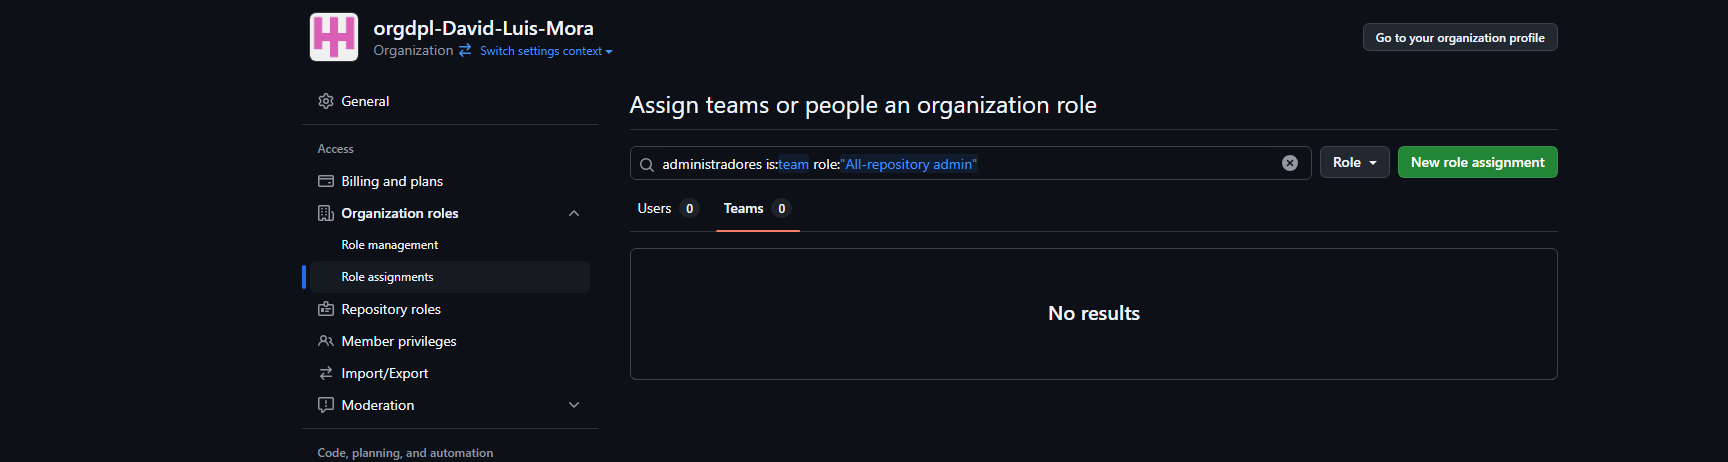 orgdpl-David-Luis-Mora
Organization Switch settings context
Go to your organization profile
General
Access
Billing and plans
Organization roles
Role management
Role assignments
Repository roles
Member privileges
Import/Export
Moderation
Code, planning, and automation
Assign teams or people an organization role
administradores is:team role:"All-repository admin"
Role
New role assignment
Users 0 Teams 0
No results